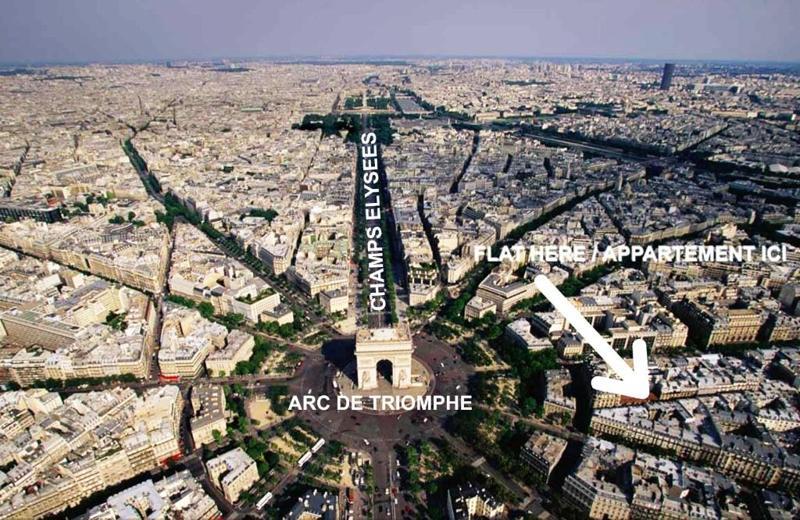 CHAMPS ELYSEES
FLAT HERE / APPARTEMENT ICI
ARC DE TRIOMPHE